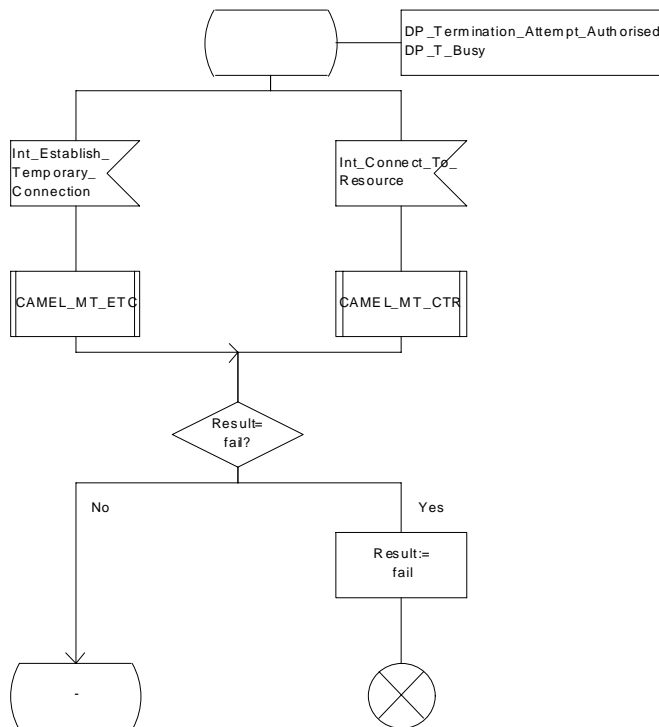 DP_Termination_Attempt_Authorised
DP_T_Busy
Int_Establish_
Temporary_
Connection
Int_Connect_To_
Resource
CAMEL_MT_ETC
CAMEL_MT_CTR
Result=
fail?
No
Yes
Result:=
fail
-